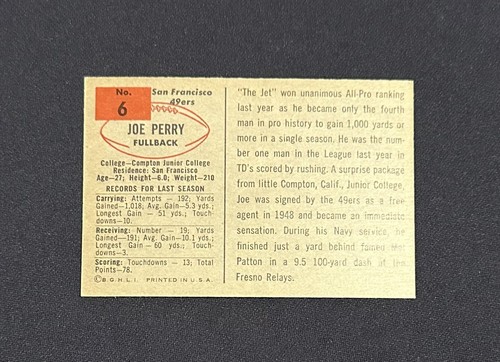 No.
6
San Francisco
49ers
JOE PERRY
FULLBACK
College—Compton Junior College
Residence: San Francisco
Age—27; Height—6.0; Weight—210
RECORDS FOR LAST SEASON
Carrying: Attempts — 192; Yards
Gained—1,018; Avg. Gain—5.3 yds.;
Longest Gain — 51 yds.; Touch-
downs—10.
Receiving: Number — 19; Yards
Gained—191; Avg. Gain—10.1 yds.;
Longest Gain — 60 yds.; Touch-
downs—3.
Scoring: Touchdowns — 13; Total
Points—78.
© B. G. H. L. I. PRINTED IN U.S.A.
"The Jet" won unanimous All-Pro ranking
last year as he became only the fourth
man in pro history to gain 1,000 yards
or more in a single season. He was the
number one man in the League last year in
TD's scored by rushing. A surprise package
from little Compton, Calif., Junior College,
Joe was signed by the 49ers as a free
agent in 1948 and became an immediate
sensation. During his Navy service, he
finished just a yard behind famed Mel
Patton in a 9.5 100-yard dash at the
Fresno Relays.